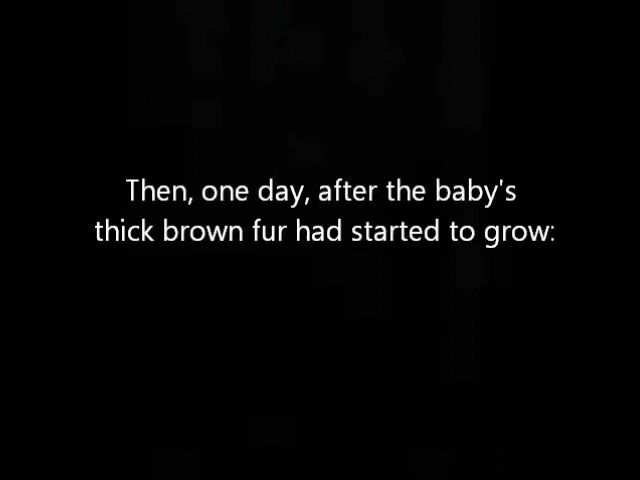 Then, one day, after the baby's
thick brown fur had started to grow: